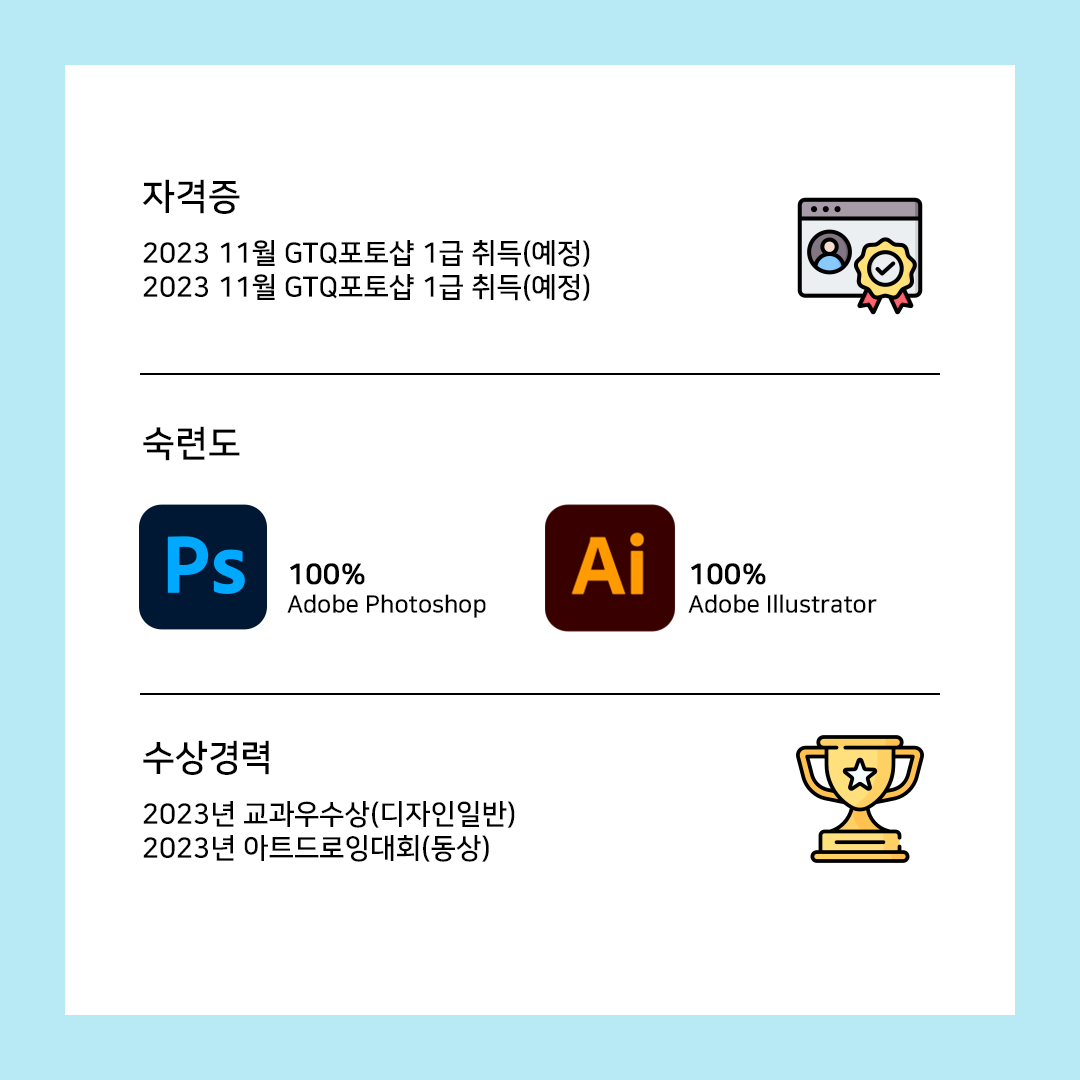 자격증
2023 11월 GTQ포토샵 1급 취득(예정)
2023 11월 GTQ포토샵 1급 취득(예정)
숙련도
Ps
100%
Adobe Photoshop
Ai
100%
Adobe Illustrator
수상경력
2023년 교과우수상(디자인일반)
2023년 아트드로잉대회(동상)